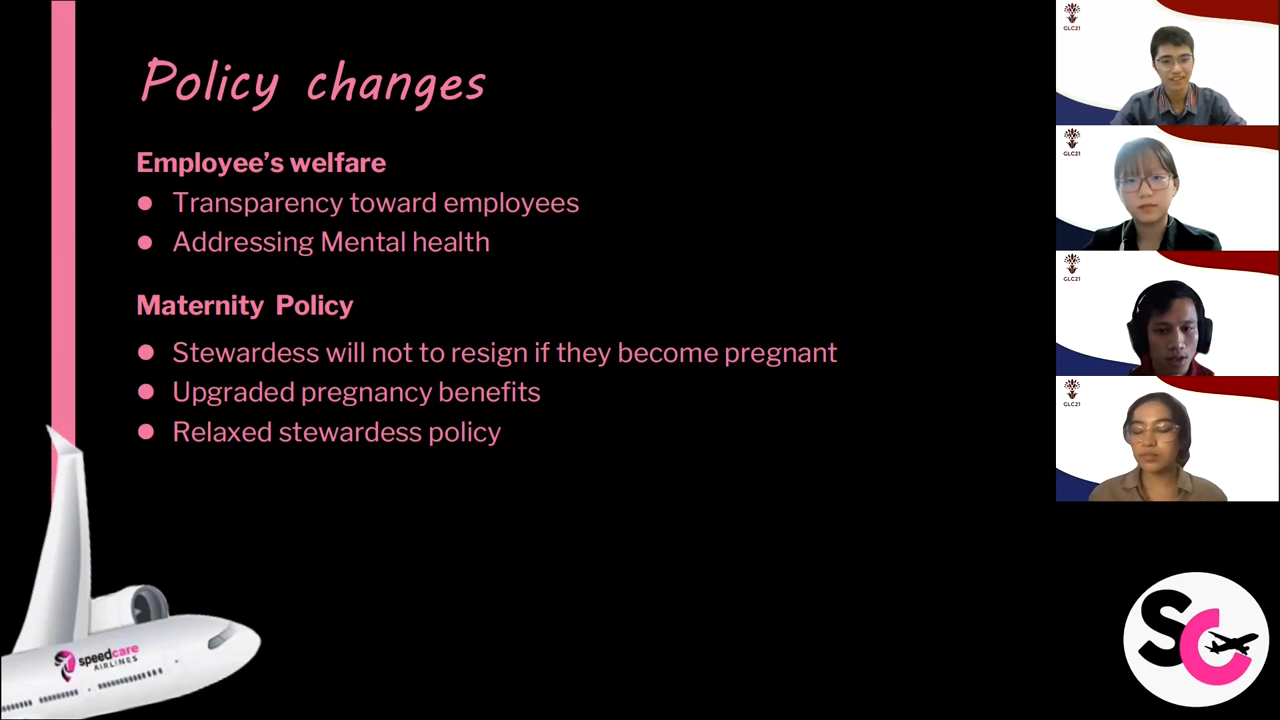 Policy changes
Employee's welfare
Transparency toward employees
Addressing Mental health
Maternity Policy
Stewardess will not to resign if they become pregnant
Upgraded pregnancy benefits
Relaxed stewardess policy
speedcare
AIRLINES
GLC21
GLC21
GLC21
GLC21
SC